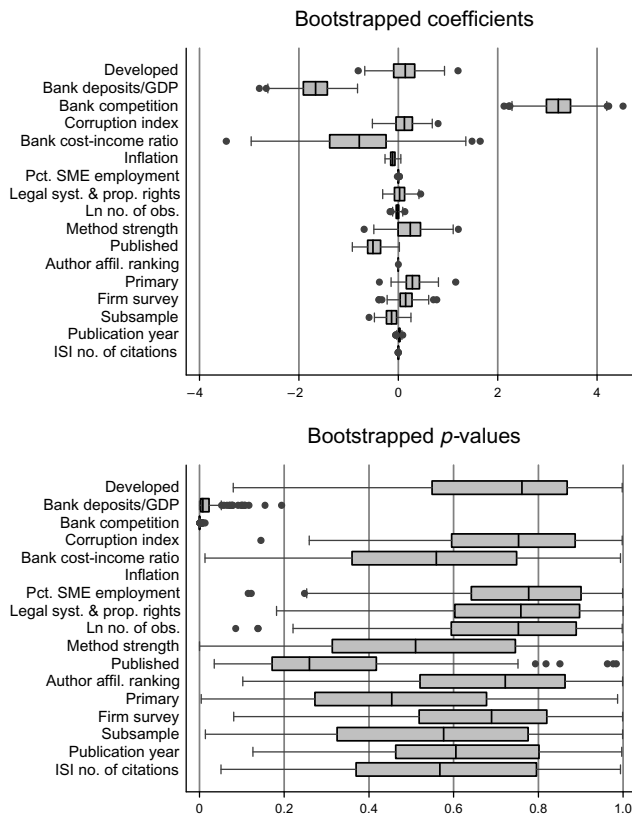 Bootstrapped coefficients
Developed
Bank deposits/GDP
Bank competition
Corruption index
Bank cost-income ratio
Inflation
Pct. SME employment
Legal syst. & prop. rights
Ln no. of obs.
Method strength
Published
Author affil. ranking
Primary
Firm survey
Subsample
Publication year
ISI no. of citations
−4 −2 0 2 4
Bootstrapped p-values
Developed
Bank deposits/GDP
Bank competition
Corruption index
Bank cost-income ratio
Inflation
Pct. SME employment
Legal syst. & prop. rights
Ln no. of obs.
Method strength
Published
Author affil. ranking
Primary
Firm survey
Subsample
Publication year
ISI no. of citations
0 0.2 0.4 0.6 0.8 1.0